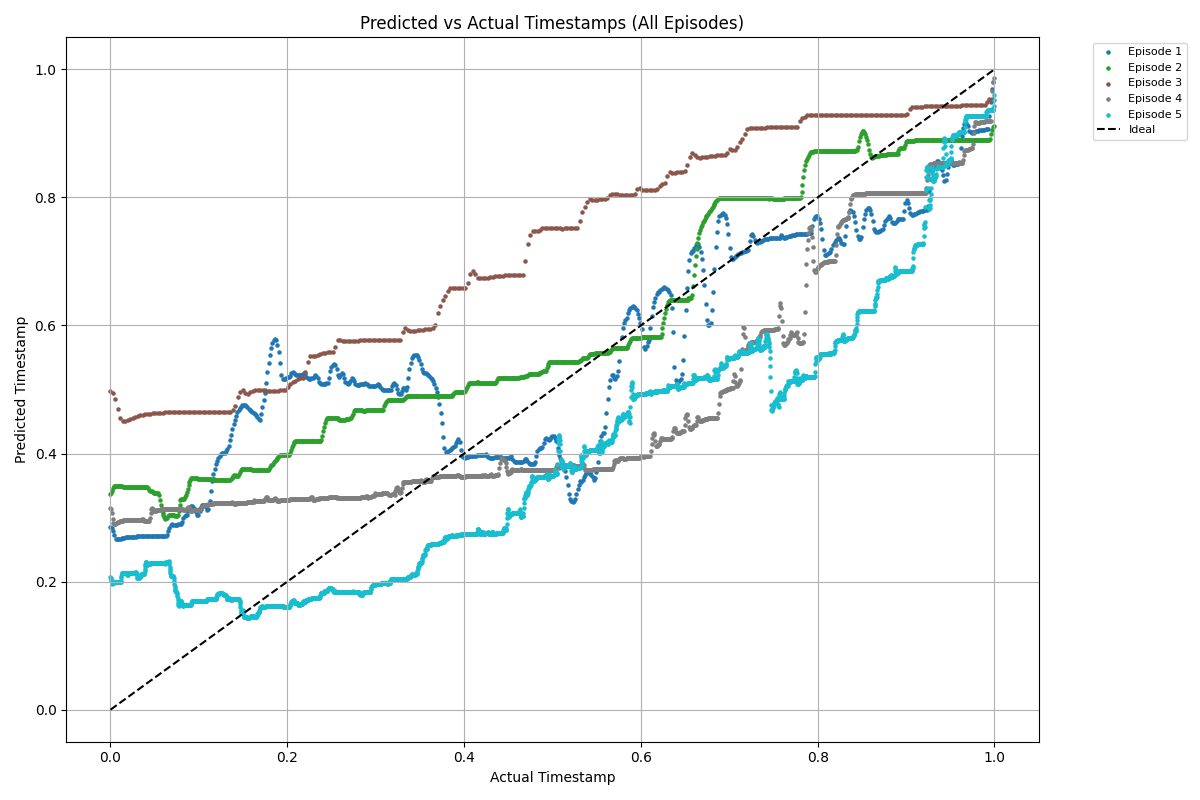 Predicted vs Actual Timestamps (All Episodes)
Episode 1
Episode 2
Episode 3
Episode 4
Episode 5
Ideal
Predicted Timestamp
1.0
0.8
0.6
0.4
0.2
0.0
0.0 0.2 0.4 0.6 0.8 1.0
Actual Timestamp